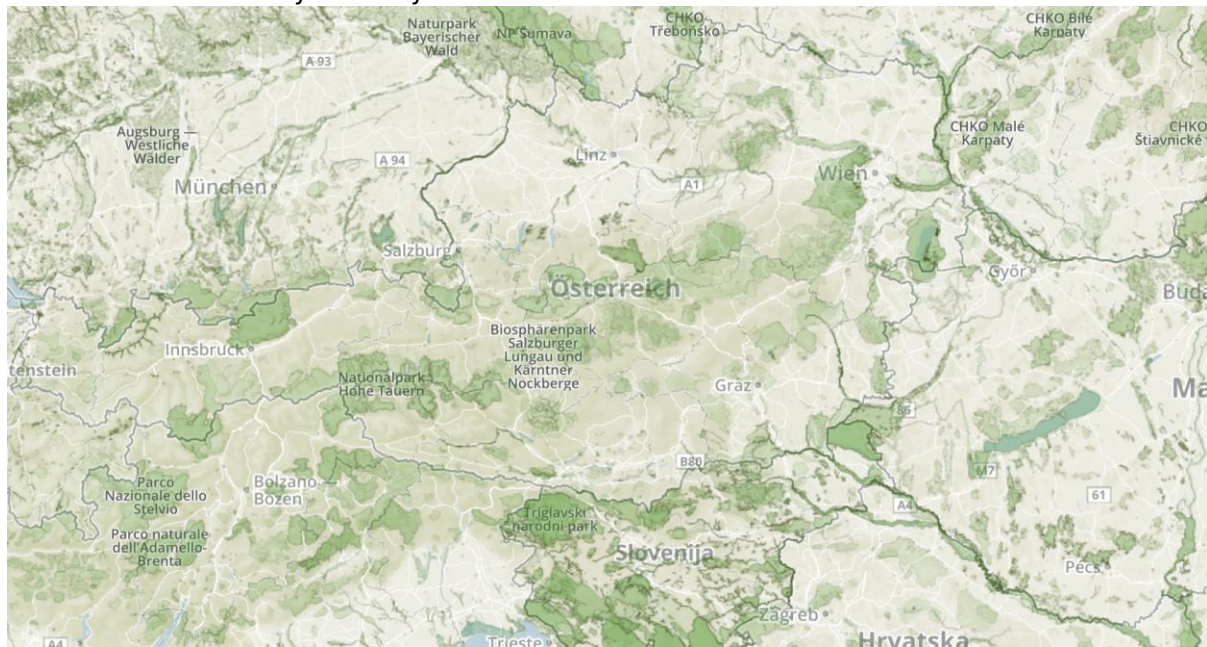 Naturpark
Bayerischer
Wald
NP Šumava
CHKO
Třeboňsko
CHKO Bílé
Karpaty
A 93
Augsburg —
Westliche
Wälder
A 94
Linz
CHKO Malé
Karpaty
CHKO
Štiavnické
München
A1
Wien
Salzburg
Győr
Österreich
Buda
Innsbruck
Biosphärenpark
Salzburger
Lungau und
Kärntner
Nockberge
tenstein
Nationalpark
Hohe Tauern
Graz
Ma
86
B80
M7
Parco
Nazionale dello
Stelvio
Bolzano —
Bozen
61
A4
Triglavski
narodni park
Parco naturale
dell'Adamello-
Brenta
Slovenija
Pécs
Zagreb
Hrvatska
A4
Trieste